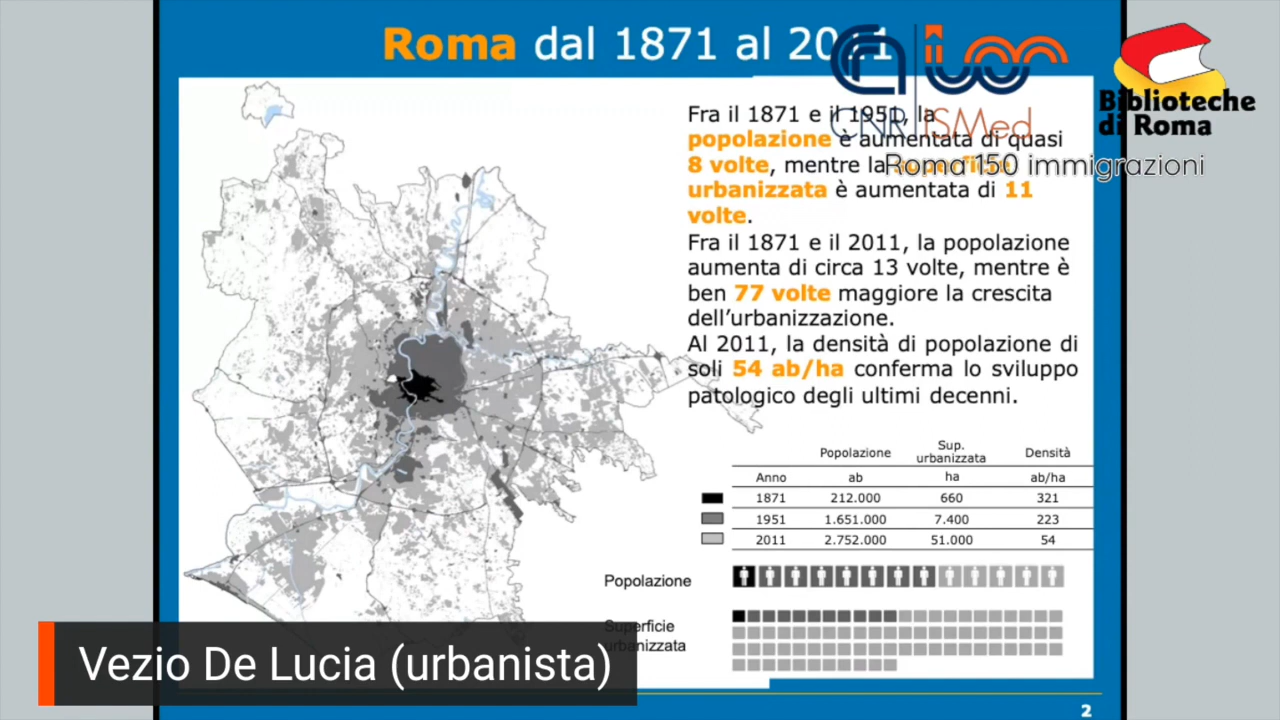 Roma dal 1871 al 2011
CNR ISMed
Biblioteche
di Roma
Roma 150 immigrazioni
Fra il 1871 e il 1951, la
popolazione è aumentata di quasi
8 volte, mentre la superficie
urbanizzata è aumentata di 11
volte.
Fra il 1871 e il 2011, la popolazione
aumenta di circa 13 volte, mentre è
ben 77 volte maggiore la crescita
dell'urbanizzazione.
Al 2011, la densità di popolazione di
soli 54 ab/ha conferma lo sviluppo
patologico degli ultimi decenni.
Popolazione Sup. urbanizzata Densità
Anno ab ha ab/ha
1871 212.000 660 321
1951 1.651.000 7.400 223
2011 2.752.000 51.000 54
Popolazione
Superficie
urbanizzata
Vezio De Lucia (urbanista)
2